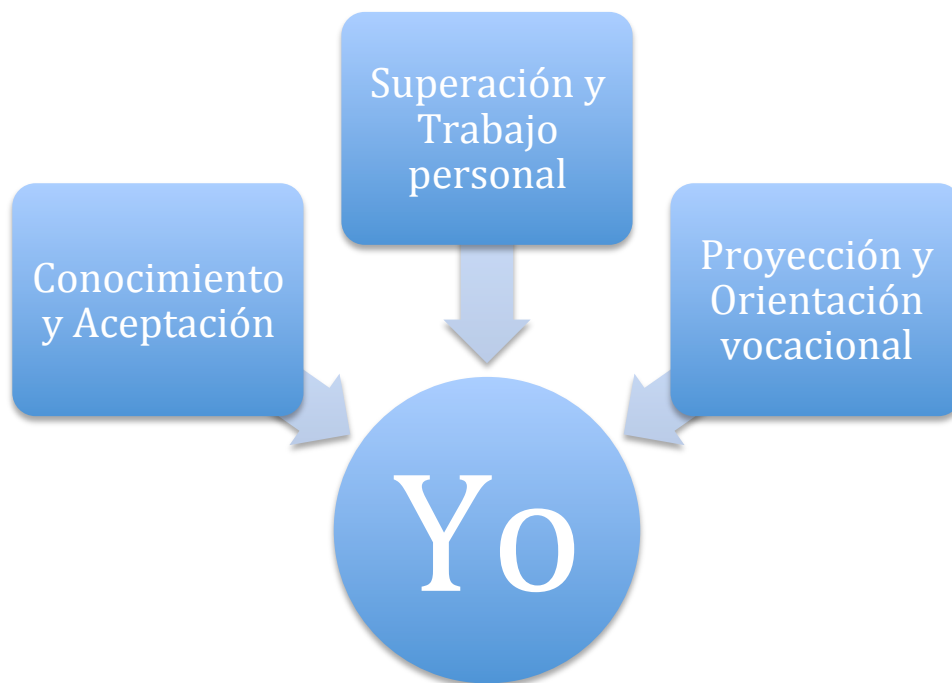 Superación y
Trabajo
personal
Conocimiento
y Aceptación
Proyección y
Orientación
vocacional
Yo